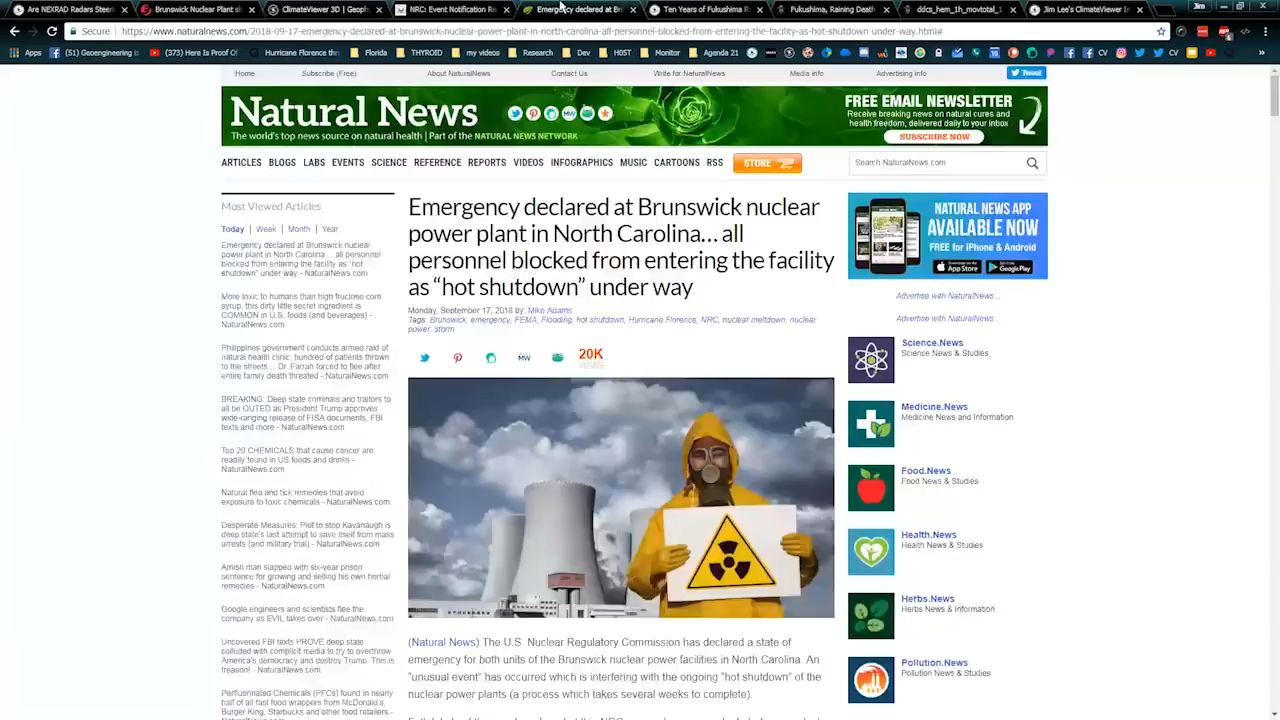 Are NEXRAD Radars Steeri
Brunswick Nuclear Plant si
ClimateViewer 3D | Geoph
NRC: Event Notification Re
Emergency declared at Bru
Ten Years of Fukushima R
Fukushima, Raining Death
ddcs_hem_1h_movtotal_1
Jim Lee's ClimateViewer In
Jim
Secure | https://www.naturalnews.com/2018-09-17-emergency-declared-at-brunswick-nuclear-power-plant-in-north-carolina-all-personnel-blocked-from-entering-the-facility-as-hot-shutdown-under-way.html#
Apps
(51) Geoengineering i
(373) Here Is Proof Of
Hurricane Florence
Florida
THYROID
my videos
Research
Dev
HOST
Monitor
Agenda 21
CV
CV
Home
Subscribe (Free)
About NaturalNews
Contact Us
Write for NaturalNews
Media info
Advertising info
Tweet
Natural News
The world's top news source on natural health | Part of the NATURAL NEWS NETWORK
FREE EMAIL NEWSLETTER
Receive breaking news on natural cures and
health freedom, delivered daily to your inbox
SUBSCRIBE NOW
ARTICLES BLOGS LABS EVENTS SCIENCE REFERENCE REPORTS VIDEOS INFOGRAPHICS MUSIC CARTOONS RSS
STORE
Search NaturalNews.com
Most Viewed Articles
Today | Week | Month | Year
Emergency declared at Brunswick nuclear
power plant in North Carolina ... all personnel
blocked from entering the facility as "hot
shutdown" under way - NaturalNews.com
More toxic to humans than high fructose corn
syrup, this dirty little secret ingredient is
COMMON in U.S. foods (and beverages) -
NaturalNews.com
Philippines government conducts armed raid of
natural health clinic; hundred of patients thrown
to the streets ... Dr. Farrah forced to flee after
entire family death threated - NaturalNews.com
BREAKING: Deep state criminals and traitors to
all be OUTED as President Trump approves
wide-ranging release of FISA documents, FBI
texts and more - NaturalNews.com
Top 20 CHEMICALS that cause cancer are
readily found in US foods and drinks -
NaturalNews.com
Natural flea and tick remedies that avoid
exposure to toxic chemicals - NaturalNews.com
Desperate Measures: Plot to stop Kavanaugh is
deep state's last attempt to save itself from mass
arrests (and military trial) - NaturalNews.com
Amish man slapped with six-year prison
sentence for growing and selling his own herbal
remedies - NaturalNews.com
Google engineers and scientists flee the
company as EVIL takes over - NaturalNews.com
Uncovered FBI texts PROVE deep state
colluded with complicit media to try to overthrow
America's democracy and destroy Trump. This is
treason! - NaturalNews.com
Perfluorinated Chemicals (PFCs) found in nearly
half of all fast food wrappers from McDonald's,
Burger King, Starbucks and other food retailers -
NaturalNews.com
Emergency declared at Brunswick nuclear
power plant in North Carolina… all
personnel blocked from entering the facility
as “hot shutdown” under way
Monday, September 17, 2018 by: Mike Adams
Tags: Brunswick, emergency, FEMA, Flooding, hot shutdown, Hurricane Florence, NRC, nuclear meltdown, nuclear
power, storm
MW
20K
VIEWS
(Natural News) The U.S. Nuclear Regulatory Commission has declared a state of
emergency for both units of the Brunswick nuclear power facilities in North Carolina. An
“unusual event” has occurred which is interfering with the ongoing “hot shutdown” of the
nuclear power plants (a process which takes several weeks to complete).
NATURAL NEWS APP
AVAILABLE NOW
FREE for iPhone & Android
App Store
Google Play
Advertise with NaturalNews...
Advertise with NaturalNews...
Science.News
Science News & Studies
Medicine.News
Medicine News and Information
Food.News
Food News & Studies
Health.News
Health News & Studies
Herbs.News
Herbs News & Information
Pollution.News
Pollution News & Studies